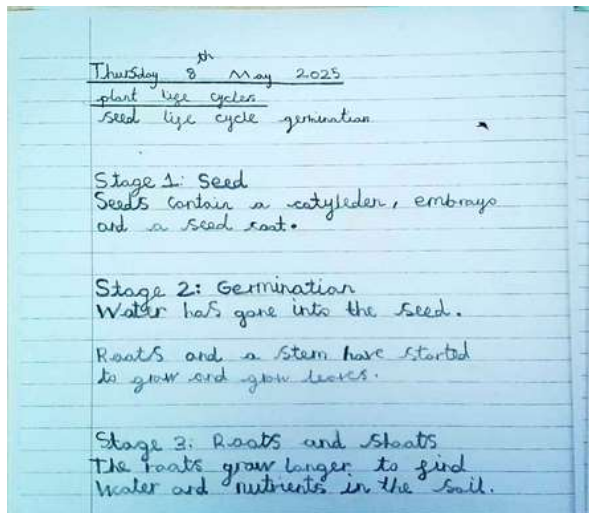 Thursday 8th May 2025
plant life cycles
seed life cycle germination
Stage 1: Seed
Seeds contain a cotyleden, embrayo
and a seed coat.
Stage 2: Germination
Water has gone into the seed.
Roots and a stem have started
to grow and grow leaves.
Stage 3: Roots and shoots
The roots grow longer to find
water and nutrients in the soil.